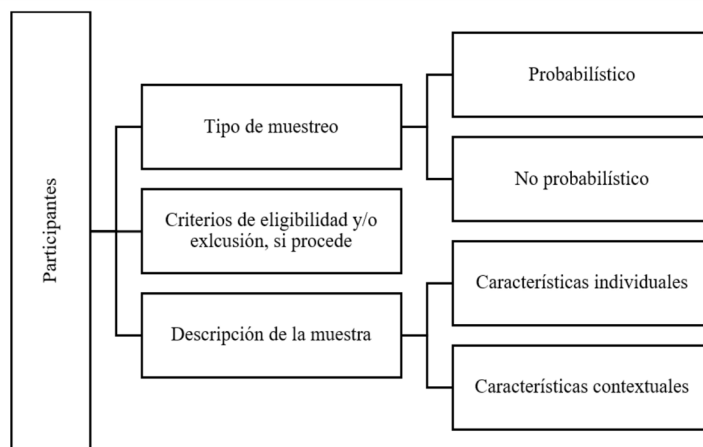 Participantes
Tipo de muestreo
Probabilístico
No probabilístico
Criterios de eligibilidad y/o
exlcusión, si procede
Descripción de la muestra
Características individuales
Características contextuales